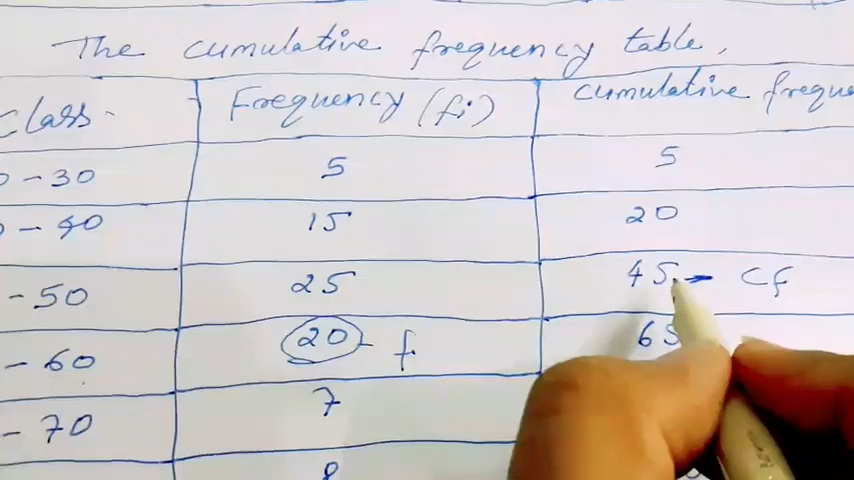 The cumulative frequency table,
Class Frequency (fi) cumulative
- 30 5 5
- 40 15 20
- 50 25 45 - cf
- 60 20 - f 65
- 70 7
8